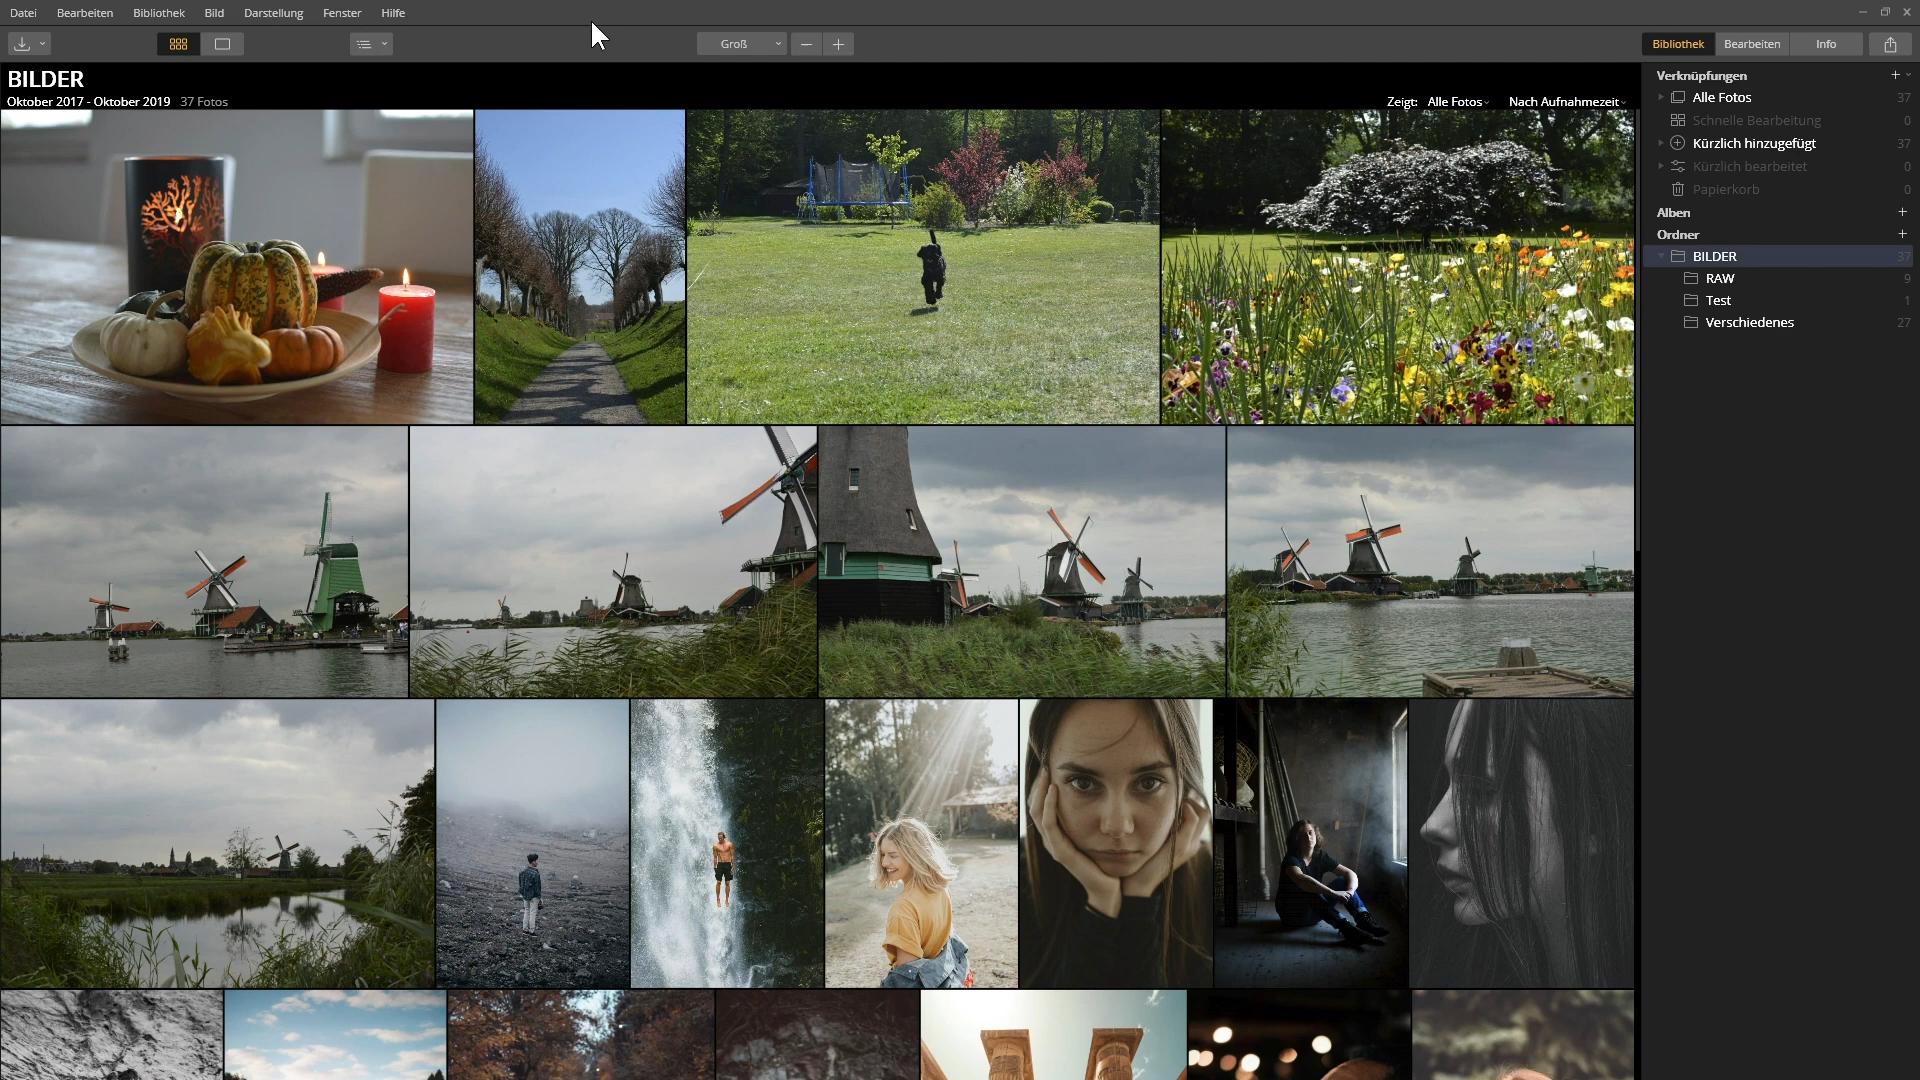 Datei Bearbeiten Bibliothek Bild Darstellung Fenster Hilfe
Groß
Bibliothek Bearbeiten Info
BILDER
Oktober 2017 - Oktober 2019 37 Fotos
Zeigt: Alle Fotos Nach Aufnahmezeit
Verknüpfungen
Alle Fotos 37
Schnelle Bearbeitung 0
Kürzlich hinzugefügt 37
Kürzlich bearbeitet 0
Papierkorb 0
Alben
Ordner
BILDER 37
RAW 9
Test 1
Verschiedenes 27